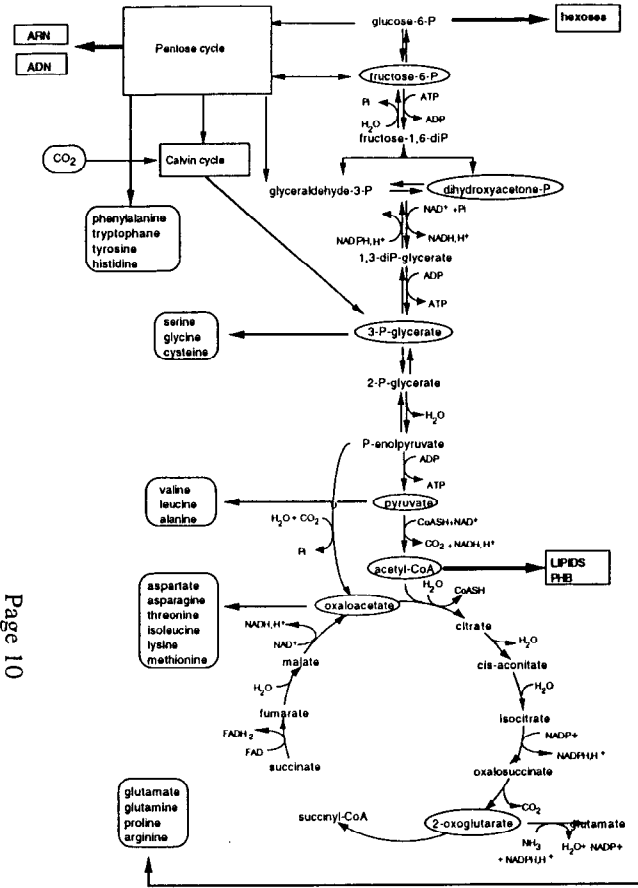 glucose-6-P
hexoses
ARN
ADN
Pentose cycle
fructose-6-P
Pi
ATP
H2O
ADP
fructose-1,6-diP
CO2
Calvin cycle
glyceraldehyde-3-P
dihydroxyacetone-P
NAD+ +Pi
NADPH,H+
NADH,H+
1,3-diP-glycerate
phenylalanine
tryptophane
tyrosine
histidine
ADP
ATP
serine
glycine
cysteine
3-P-glycerate
2-P-glycerate
H2O
P-enolpyruvate
ADP
ATP
valine
leucine
alanine
pyruvate
H2O + CO2
CoASH+NAD+
Pi
CO2 + NADH,H+
acetyl-CoA
LIPIDS
PHB
H2O
CoASH
aspartate
asparagine
threonine
isoleucine
lysine
methionine
oxaloacetate
citrate
NADH,H+
NAD+
H2O
malate
cis-aconitate
H2O
H2O
fumarate
isocitrate
FADH2
FAD
NADP+
NADPH,H+
succinate
oxalosuccinate
CO2
glutamate
glutamine
proline
arginine
succinyl-CoA
2-oxoglutarate
glutamate
NH3
+ NADPH,H+
H2O+ NADP+
Page 10